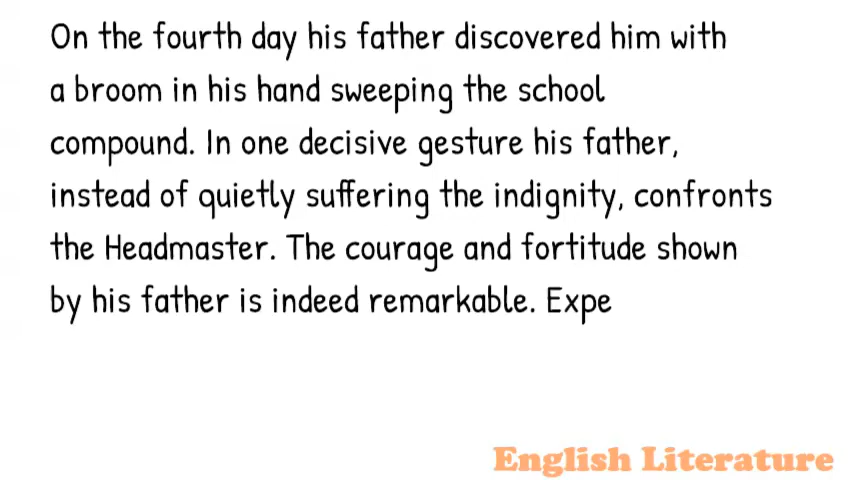 On the fourth day his father discovered him with
a broom in his hand sweeping the school
compound. In one decisive gesture his father,
instead of quietly suffering the indignity, confronts
the Headmaster. The courage and fortitude shown
by his father is indeed remarkable. Expe
English Literature